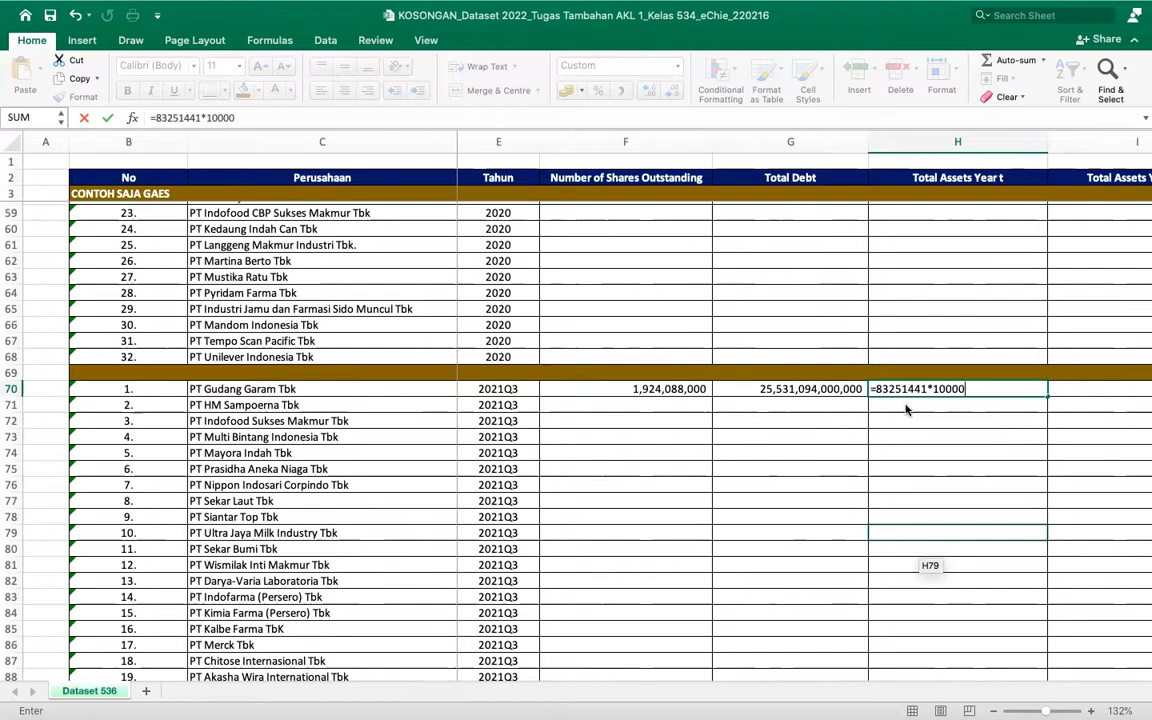 KOSONGAN_Dataset 2022_Tugas Tambahan AKL 1_Kelas 534_eChie_220216
Search Sheet
Home Insert Draw Page Layout Formulas Data Review View
Share
Paste
Cut
Copy
Format
Calibri (Body) 11
A A
B I U
Wrap Text
Merge & Centre
Custom
%
Conditional Formatting
Format as Table
Cell Styles
Insert
Delete
Format
Auto-sum
Fill
Clear
Sort & Filter
Find & Select
SUM fx =83251441*10000
A B C E F G H I
1
2 No Perusahaan Tahun Number of Shares Outstanding Total Debt Total Assets Year t Total Assets Y
3 CONTOH SAJA GAES
59 23. PT Indofood CBP Sukses Makmur Tbk 2020
60 24. PT Kedaung Indah Can Tbk 2020
61 25. PT Langgeng Makmur Industri Tbk. 2020
62 26. PT Martina Berto Tbk 2020
63 27. PT Mustika Ratu Tbk 2020
64 28. PT Pyridam Farma Tbk 2020
65 29. PT Industri Jamu dan Farmasi Sido Muncul Tbk 2020
66 30. PT Mandom Indonesia Tbk 2020
67 31. PT Tempo Scan Pacific Tbk 2020
68 32. PT Unilever Indonesia Tbk 2020
69
70 1. PT Gudang Garam Tbk 2021Q3 1,924,088,000 25,531,094,000,000 =83251441*10000
71 2. PT HM Sampoerna Tbk 2021Q3
72 3. PT Indofood Sukses Makmur Tbk 2021Q3
73 4. PT Multi Bintang Indonesia Tbk 2021Q3
74 5. PT Mayora Indah Tbk 2021Q3
75 6. PT Prasidha Aneka Niaga Tbk 2021Q3
76 7. PT Nippon Indosari Corpindo Tbk 2021Q3
77 8. PT Sekar Laut Tbk 2021Q3
78 9. PT Siantar Top Tbk 2021Q3
79 10. PT Ultra Jaya Milk Industry Tbk 2021Q3
80 11. PT Sekar Bumi Tbk 2021Q3
81 12. PT Wismilak Inti Makmur Tbk 2021Q3 H79
82 13. PT Darya-Varia Laboratoria Tbk 2021Q3
83 14. PT Indofarma (Persero) Tbk 2021Q3
84 15. PT Kimia Farma (Persero) Tbk 2021Q3
85 16. PT Kalbe Farma TbK 2021Q3
86 17. PT Merck Tbk 2021Q3
87 18. PT Chitose Internasional Tbk 2021Q3
88 19. PT Akasha Wira International Tbk 2021Q3
Dataset 536
Enter
132%